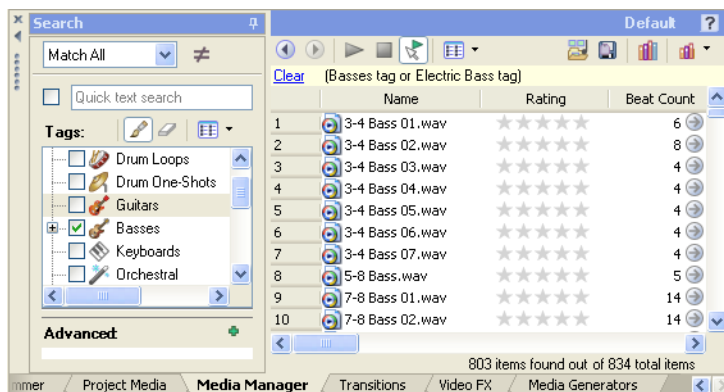 Search
Default
Match All
Clear (Basses tag or Electric Bass tag)
Quick text search
Tags:
Drum Loops
Drum One-Shots
Guitars
Basses
Keyboards
Orchestral
Advanced
Name Rating Beat Count
1 3-4 Bass 01.wav 6
2 3-4 Bass 02.wav 8
3 3-4 Bass 03.wav 4
4 3-4 Bass 04.wav 4
5 3-4 Bass 05.wav 4
6 3-4 Bass 06.wav 4
7 3-4 Bass 07.wav 4
8 5-8 Bass.wav 5
9 7-8 Bass 01.wav 14
10 7-8 Bass 02.wav 14
803 items found out of 834 total items
mmer Project Media Media Manager Transitions Video FX Media Generators